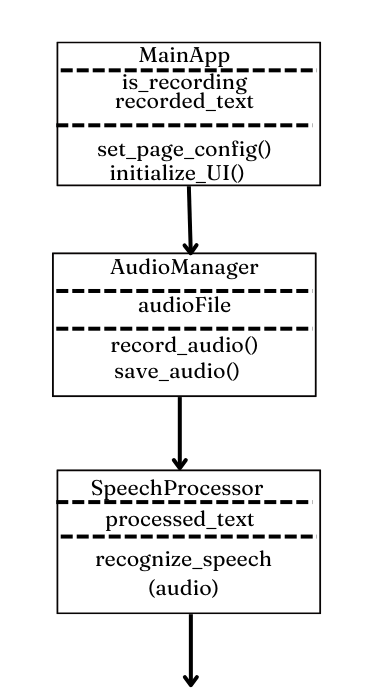 MainApp
is_recording
recorded_text
set_page_config()
initialize_UI()
AudioManager
audioFile
record_audio()
save_audio()
SpeechProcessor
processed_text
recognize_speech
(audio)